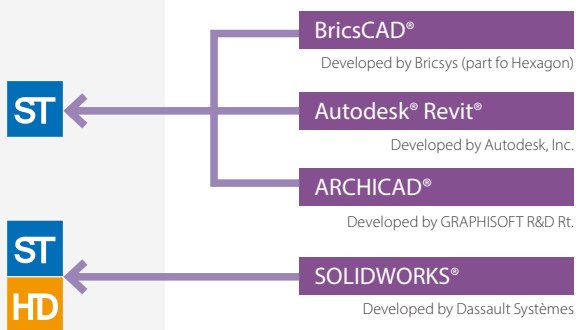 BricsCAD®
Developed by Bricsys (part fo Hexagon)
ST
Autodesk® Revit®
Developed by Autodesk, Inc.
ARCHICAD®
Developed by GRAPHISOFT R&D Rt.
ST
HD
SOLIDWORKS®
Developed by Dassault Systèmes